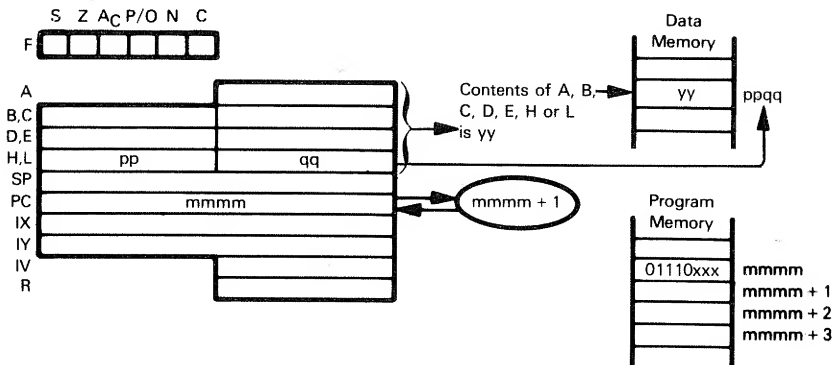 S Z AC P/O N C
F
A
B,C
D,E
H,L pp qq
SP
PC mmmm mmmm + 1
IX
IY
IV
R
Contents of A, B,
C, D, E, H or L
is yy
Data
Memory
yy ppqq
Program
Memory
01110xxx mmmm
mmmm + 1
mmmm + 2
mmmm + 3